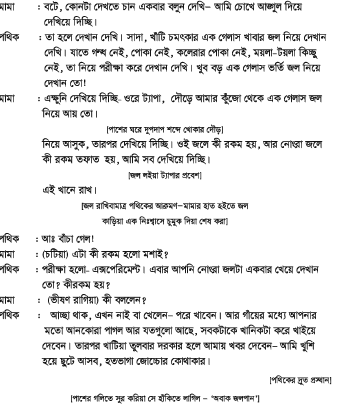 মামা : বটে, কোনটা দেখতে চান একবার বলুন দেখি– আমি চোখে আঙ্গুল দিয়ে
দেখিয়ে দিচ্ছি।
পথিক : তা হলে দেখান দেখি। সাদা, খাঁটি চমৎকার এক গেলাস খাবার জল নিয়ে দেখান
দেখি। যাতে গন্ধ নেই, পোকা নেই, কলেরার পোকা নেই, ময়লা-টয়লা কিচ্ছু
নেই, তা নিয়ে পরীক্ষা করে দেখান দেখি। খুব বড় এক গেলাস ভর্তি জল নিয়ে
দেখান তো!
মামা : এক্ষুনি দেখিয়ে দিচ্ছি- ওরে ট্যাপা, দৌড়ে আমার কুঁজো থেকে এক গেলাস জল
নিয়ে আয় তো।
[পাশের ঘরে দুপদাপ শব্দে খোকার দৌড়]
নিয়ে আসুক, তারপর দেখিয়ে দিচ্ছি। ওই জলে কী রকম হয়, আর নোংরা জলে
কী রকম তফাত হয়, আমি সব দেখিয়ে দিচ্ছি।
[জল লইয়া ট্যাপার প্রবেশ]
এই খানে রাখ।
[জল রাখিবামাত্র পথিকের আক্রমণ–মামার হাত হইতে জল
কাড়িয়া এক নিঃশ্বাসে চুমুক দিয়া শেষ করা]
পথিক : আঃ বাঁচা গেল!
মামা : (চটিয়া) এটা কী রকম হলো মশাই?
পথিক : পরীক্ষা হলো- এক্সপেরিমেন্ট। এবার আপনি নোংরা জলটা একবার খেয়ে দেখান
তো? কীরকম হয়?
মামা : (ভীষণ রাগিয়া) কী বললেন?
পথিক : আচ্ছা থাক, এখন নাই বা খেলেন– পরে খাবেন। আর গাঁয়ের মধ্যে আপনার
মতো আনকোরা পাগল আর যতগুলো আছে, সবকটাকে খানিকটা করে খাইয়ে
দেবেন। তারপর খাটিয়া তুলবার দরকার হলে আমায় খবর দেবেন– আমি খুশি
হয়ে ছুটে আসব, হতভাগা জোচ্চোর কোথাকার।
[পথিকের দ্রুত প্রস্থান]
[পাশের গলিতে সুর করিয়া সে হাঁকিতে লাগিল – 'অবাক জলপান']